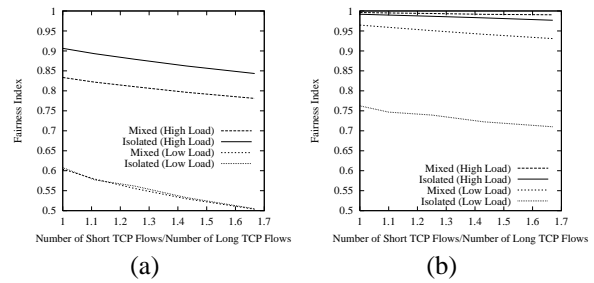 Fairness Index
1
0.95
0.9
0.85
0.8
0.75
0.7
0.65
0.6
0.55
0.5
Mixed (High Load)
Isolated (High Load)
Mixed (Low Load)
Isolated (Low Load)
1 1.1 1.2 1.3 1.4 1.5 1.6 1.7
Number of Short TCP Flows/Number of Long TCP Flows
(a)
Fairness Index
1
0.95
0.9
0.85
0.8
0.75
0.7
0.65
0.6
0.55
0.5
Mixed (High Load)
Isolated (High Load)
Mixed (Low Load)
Isolated (Low Load)
1 1.1 1.2 1.3 1.4 1.5 1.6 1.7
Number of Short TCP Flows/Number of Long TCP Flows
(b)